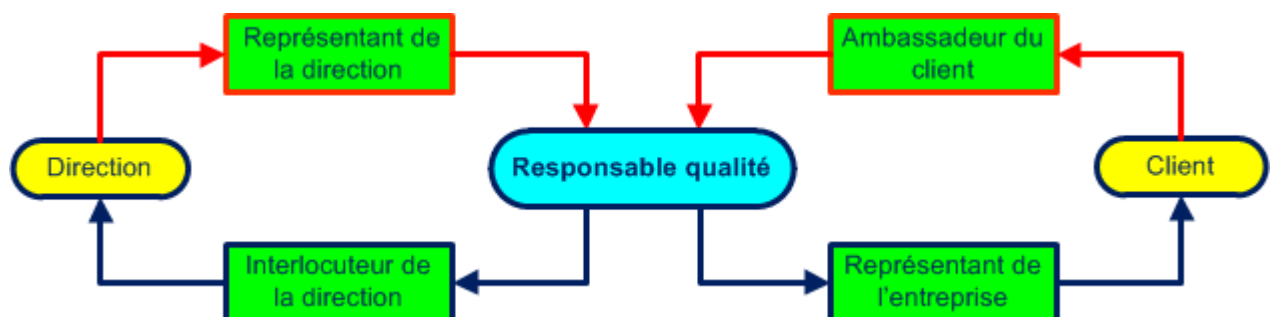 Représentant de
la direction
Ambassadeur du
client
Direction
Responsable qualité
Client
Interlocuteur de
la direction
Représentant de
l'entreprise